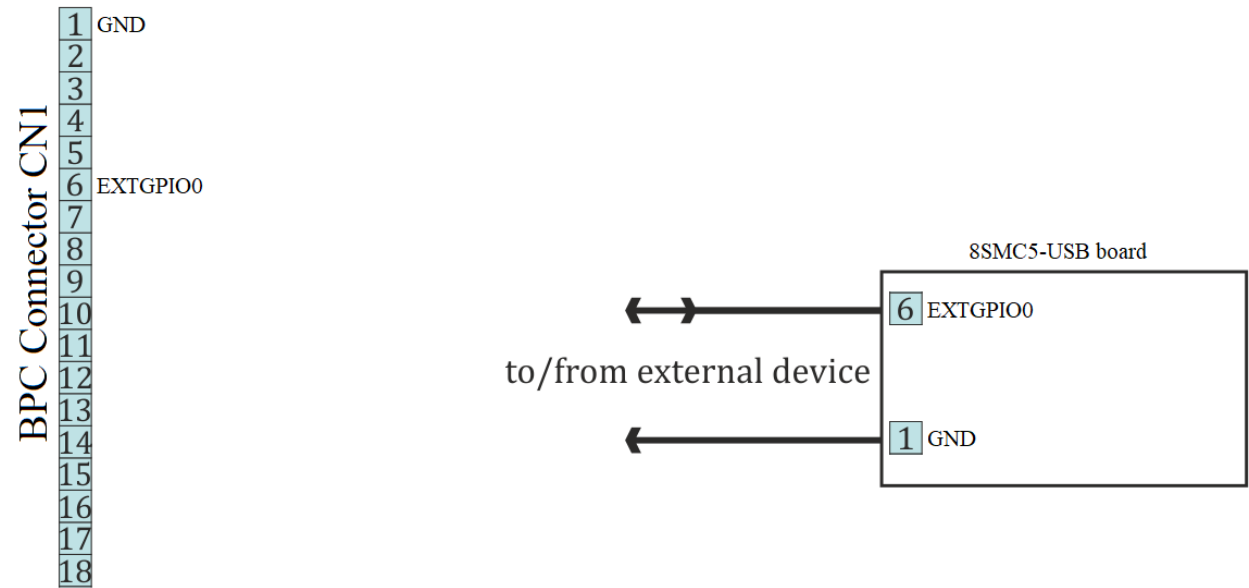 BPC Connector CN1
1 GND
2
3
4
5
6 EXTGPIO0
7
8
9
10
11
12
13
14
15
16
17
18
8SMC5-USB board
6 EXTGPIO0
to/from external device
1 GND